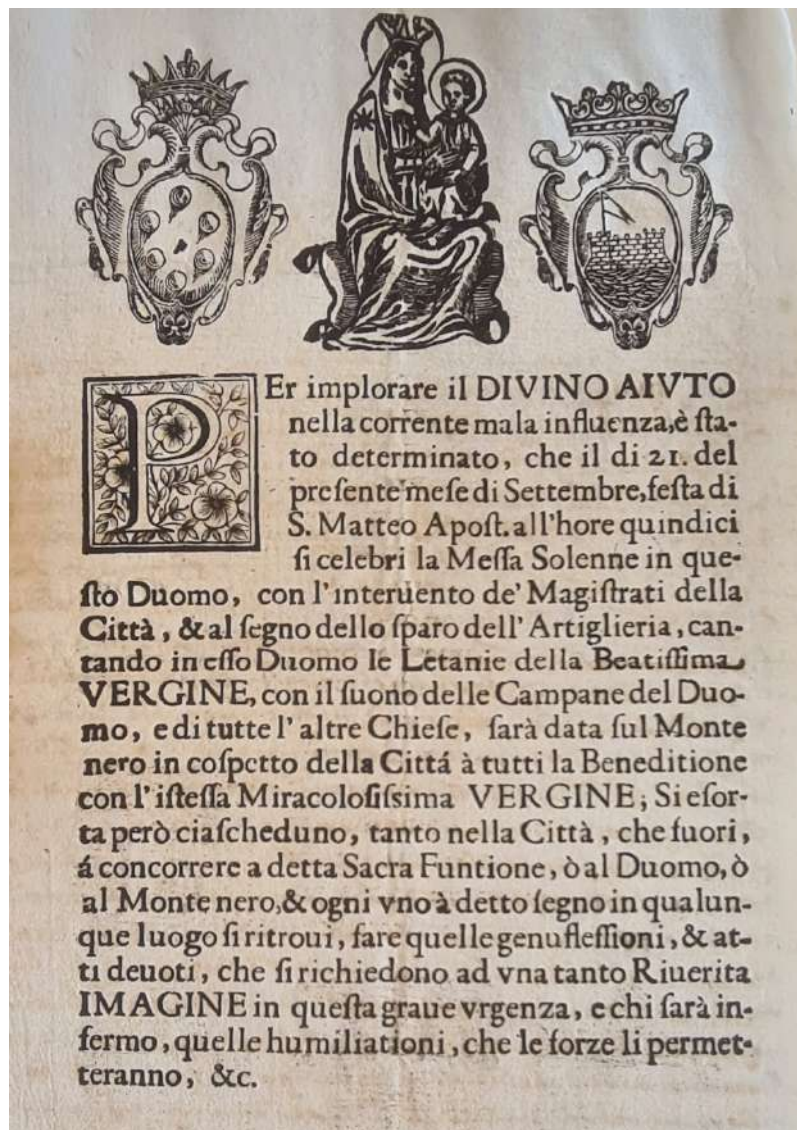 PEr implorare il DIVINO AIVTO
nella corrente mala influenza, è ſta-
to determinato, che il di 21. del
preſente meſe di Settembre, feſta di
S. Matteo Apoſt. all'hore quindici
ſi celebri la Meſſa Solenne in que-
ſto Duomo, con l'interuento de' Magiſtrati della
Città, & al ſegno dello ſparo dell' Artiglieria, can-
tando in eſſo Duomo le Letanie della Beatiſſima
VERGINE, con il ſuono delle Campane del Duo-
mo, e di tutte l' altre Chieſe, ſarà data ſul Monte
nero in coſpetto della Cittá à tutti la Beneditione
con l'iſteſſa Miracoloſiſsima VERGINE; Si eſor-
ta però ciaſcheduno, tanto nella Città, che fuori,
á concorrere a detta Sacra Funtione, ò al Duomo, ò
al Monte nero, & ogni vno à detto ſegno in qualun-
que luogo ſi ritroui, fare quelle genufleſſioni, & at-
ti deuoti, che ſi richiedono ad vna tanto Riuerita
IMAGINE in queſta graue vrgenza, e chi ſarà in-
fermo, quelle humiliationi, che le forze li permet-
teranno, &c.